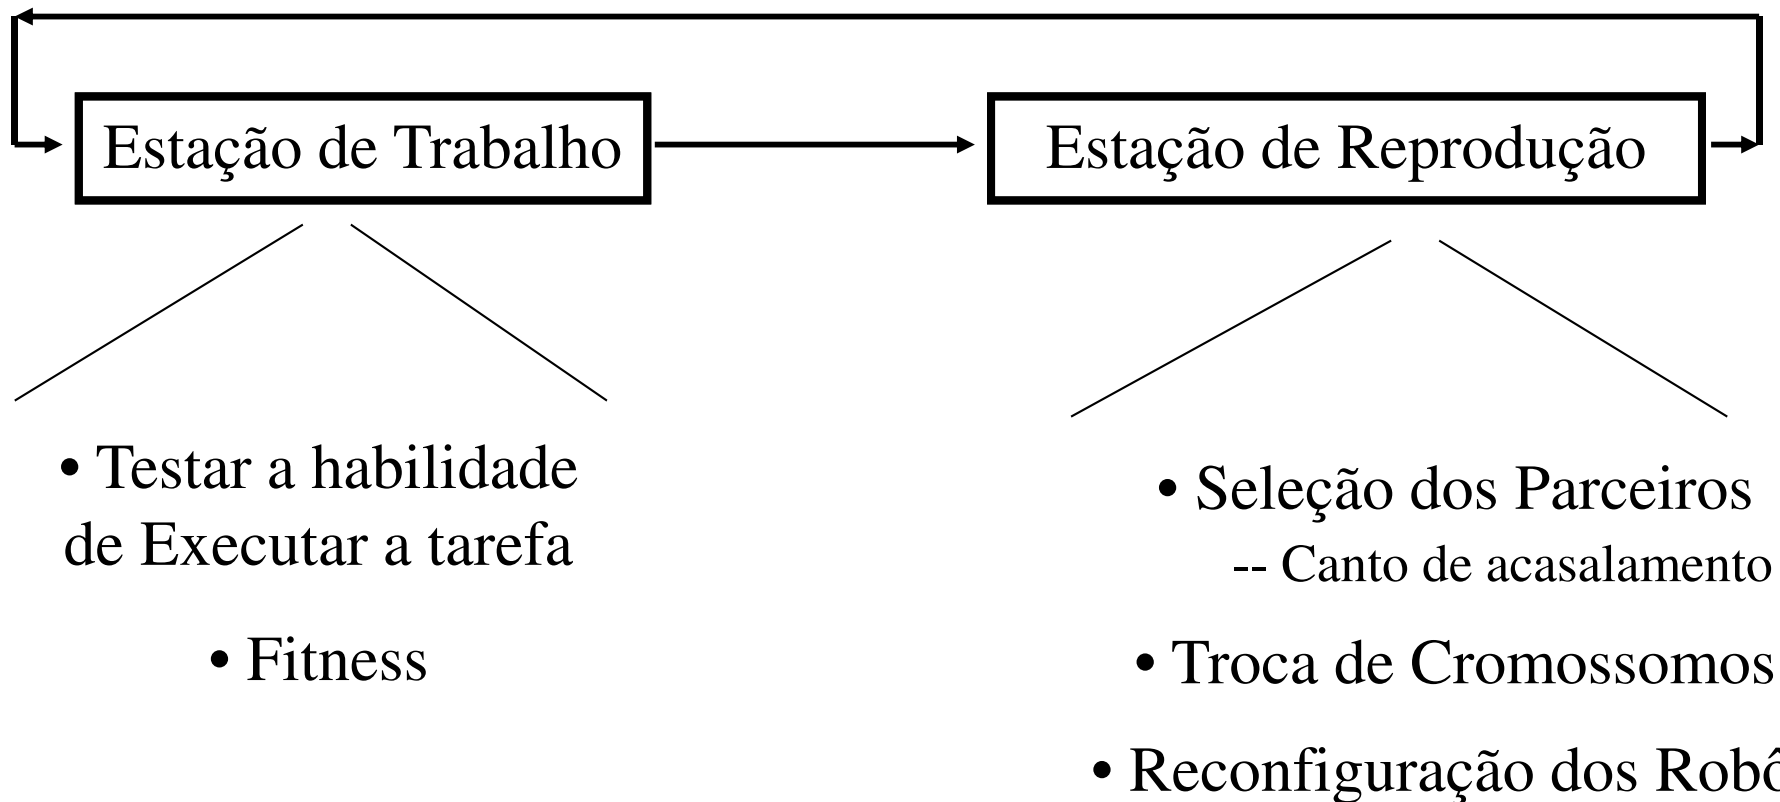 Estação de Trabalho
Estação de Reprodução
• Testar a habilidade
de Executar a tarefa
• Fitness
• Seleção dos Parceiros
-- Canto de acasalamento
• Troca de Cromossomos
• Reconfiguração dos